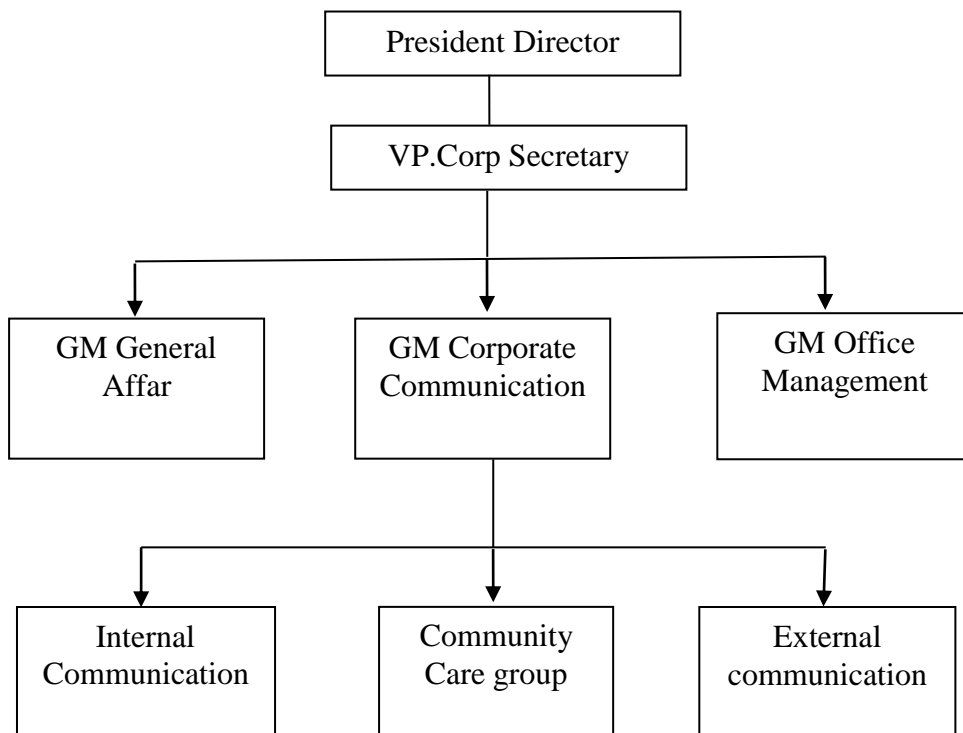 President Director
VP.Corp Secretary
GM General
Affar
GM Corporate
Communication
GM Office
Management
Internal
Communication
Community
Care group
External
communication